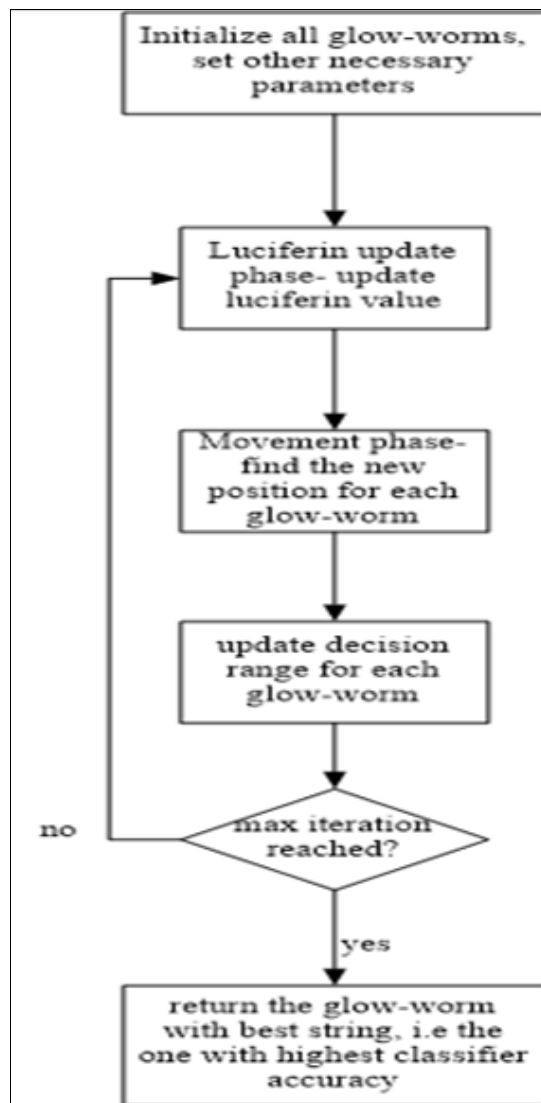 Initialize all glow-worms,
set other necessary
parameters
Luciferin update
phase- update
luciferin value
Movement phase-
find the new
position for each
glow-worm
update decision
range for each
glow-worm
max iteration
reached?
no
yes
return the glow-worm
with best string, i.e the
one with highest classifier
accuracy